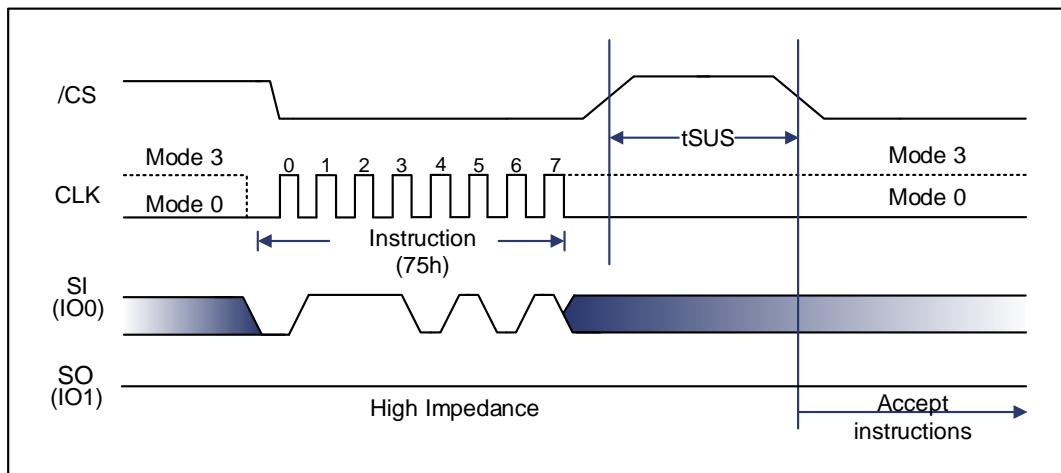 /CS
tSUS
Mode 3
0 1 2 3 4 5 6 7
Mode 3
CLK
Mode 0
Mode 0
Instruction
(75h)
SI
(IO0)
SO
(IO1)
High Impedance
Accept
instructions